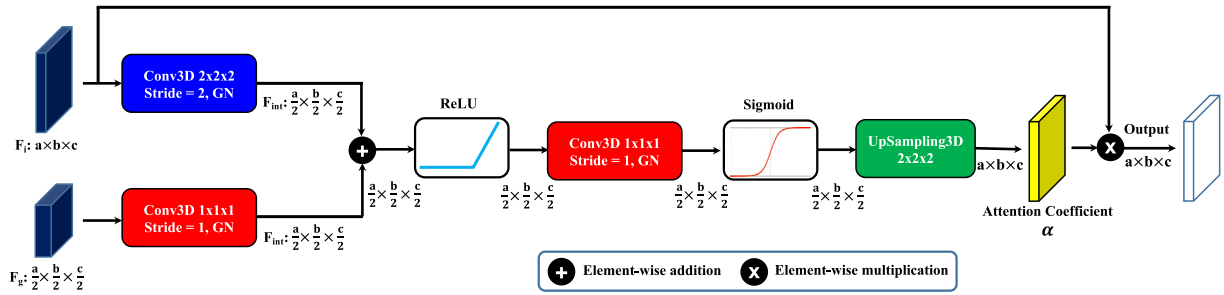 Conv3D 2x2x2
Stride = 2, GN
F_int: a/2 × b/2 × c/2
F_i: a×b×c
ReLU
Conv3D 1x1x1
Stride = 1, GN
Sigmoid
UpSampling3D
2x2x2
Output
a×b×c
a×b×c
a/2 × b/2 × c/2
a/2 × b/2 × c/2
a/2 × b/2 × c/2
a/2 × b/2 × c/2
Attention Coefficient
α
Conv3D 1x1x1
Stride = 1, GN
F_int: a/2 × b/2 × c/2
F_g: a/2 × b/2 × c/2
+ Element-wise addition
x Element-wise multiplication